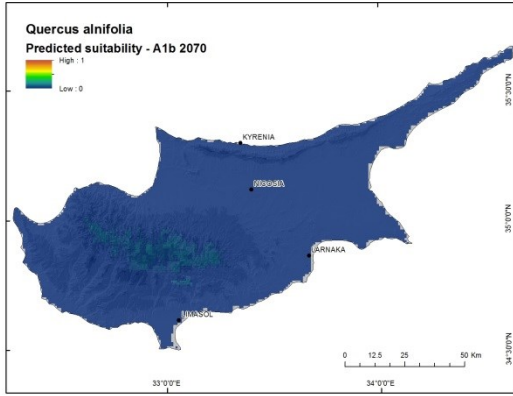 Quercus alnifolia
Predicted suitability - A1b 2070
High : 1
Low : 0
KYRENIA
NICOSIA
LARNAKA
LIMASOL
35°30'0"N
35°0'0"N
34°30'0"N
0 12.5 25 50 Km
33°0'0"E 34°0'0"E